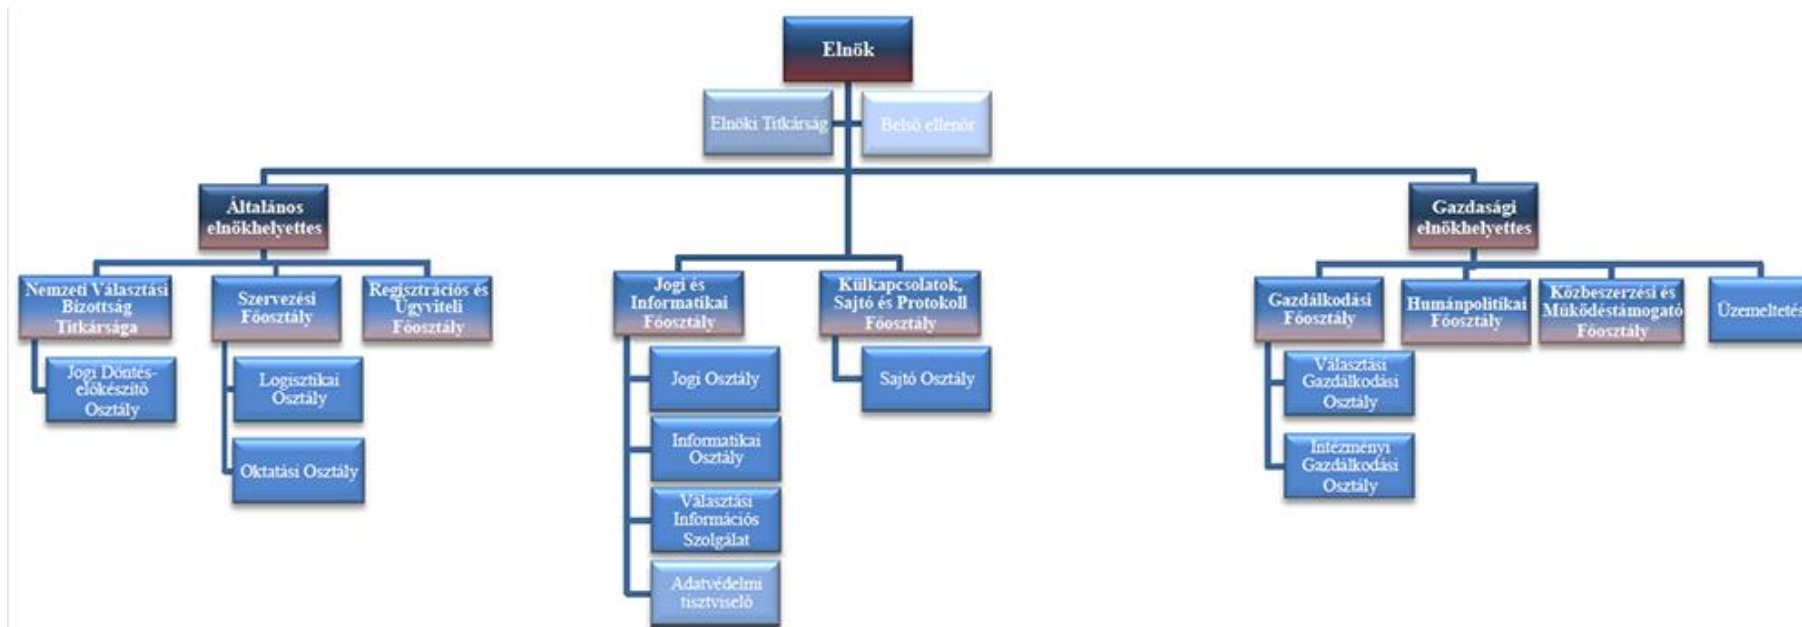 Elnök
Elnöki Titkárság
Belső ellenőr
Általános
elnökhelyettes
Gazdasági
elnökhelyettes
Nemzeti Választási
Bizottság
Titkársága
Szervezési
Főosztály
Regisztrációs és
Ügyviteli
Főosztály
Jogi és
Informatikai
Főosztály
Külkapcsolatok,
Sajtó és Protokoll
Főosztály
Gazdálkodási
Főosztály
Humánpolitikai
Főosztály
Közbeszerzési és
Működéstámogató
Főosztály
Üzemeltetés
Jogi Döntés-
előkészítő
Osztály
Logisztikai
Osztály
Oktatási Osztály
Jogi Osztály
Informatikai
Osztály
Választási
Információs
Szolgálat
Adatvédelmi
tisztviselő
Sajtó Osztály
Választási
Gazdálkodási
Osztály
Intézményi
Gazdálkodási
Osztály